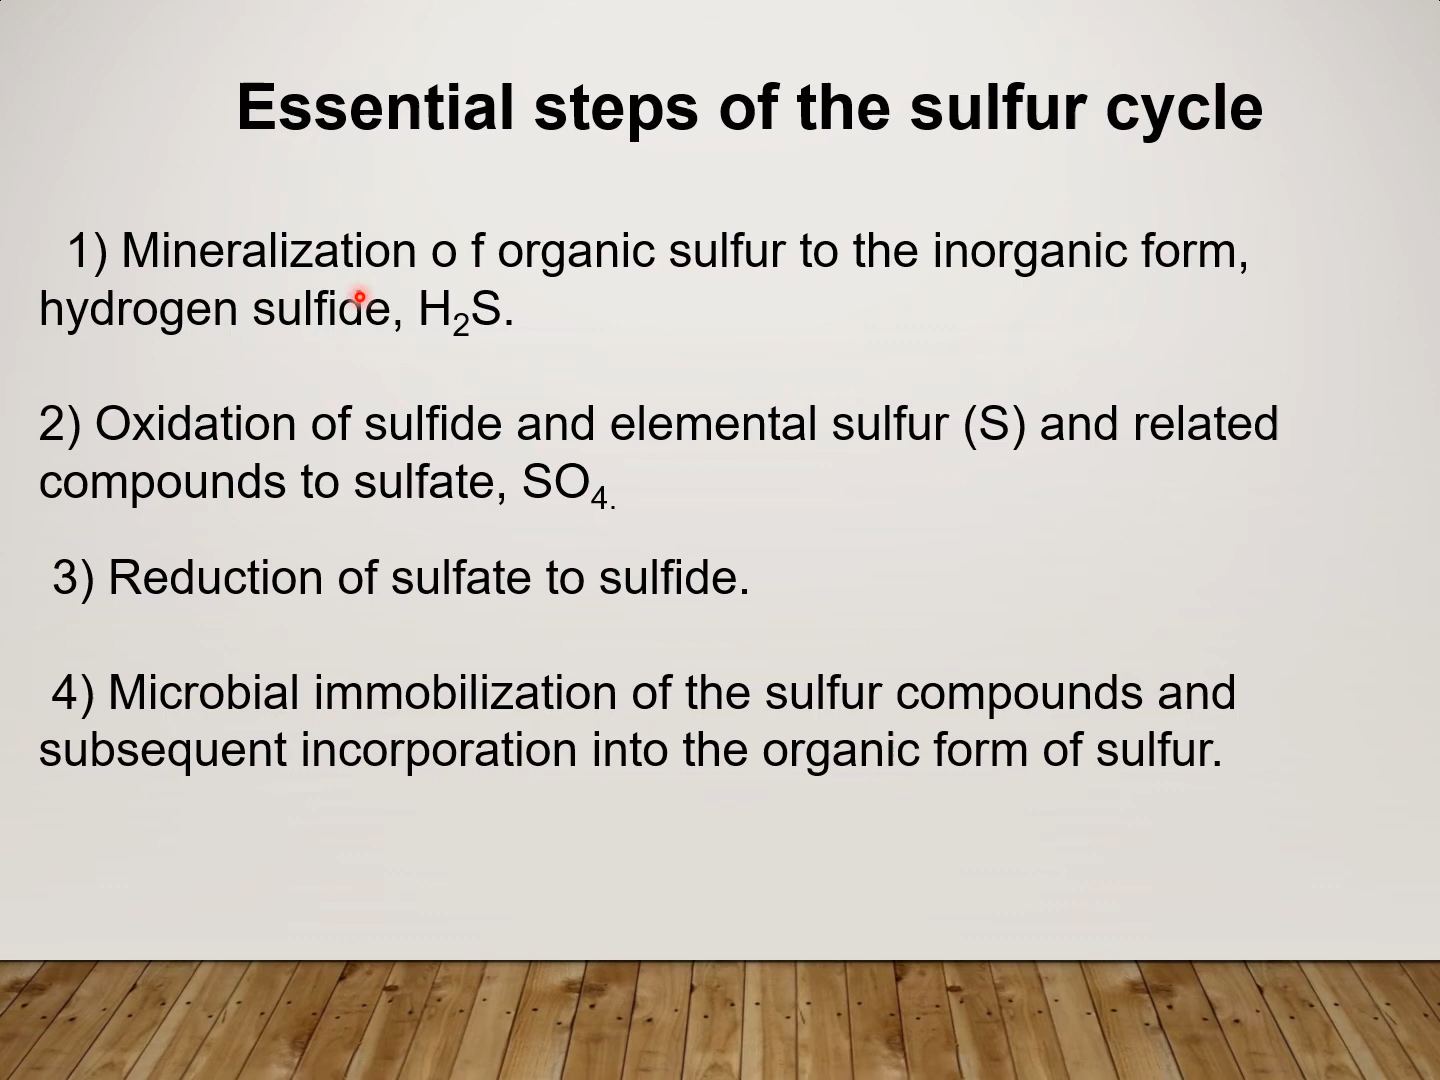 Essential steps of the sulfur cycle
1) Mineralization o f organic sulfur to the inorganic form,
hydrogen sulfide, H₂S.
2) Oxidation of sulfide and elemental sulfur (S) and related
compounds to sulfate, SO₄.
3) Reduction of sulfate to sulfide.
4) Microbial immobilization of the sulfur compounds and
subsequent incorporation into the organic form of sulfur.